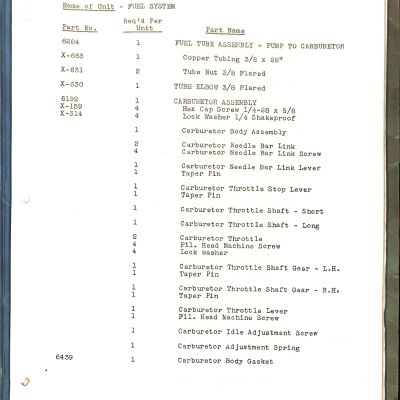 Name of Unit - FUEL SYSTEM
Part No. Req'd Per Unit Part Name
6284 1 FUEL TUBE ASSEMBLY - PUMP TO CARBURETOR
X-663 1 Copper Tubing 3/8 x 28"
X-631 2 Tube Nut 3/8 Flared
X-630 1 TUBE ELBOW 3/8 Flared
6192 1 CARBURETOR ASSEMBLY
X-159 4 Hex Cap Screw 1/4-28 x 5/8
X-314 4 Lock Washer 1/4 Shakeproof
1 Carburetor Body Assembly
2 Carburetor Needle Bar Link
4 Carburetor Needle Bar Link Screw
1 Carburetor Needle Bar Link Lever
1 Taper Pin
1 Carburetor Throttle Stop Lever
1 Taper Pin
1 Carburetor Throttle Shaft - Short
1 Carburetor Throttle Shaft - Long
2 Carburetor Throttle
4 Fil. Head Machine Screw
4 Lock Washer
1 Carburetor Throttle Shaft Gear - L.H.
1 Taper Pin
1 Carburetor Throttle Shaft Gear - R.H.
1 Taper Pin
1 Carburetor Throttle Lever
1 Fil. Head Machine Screw
1 Carburetor Idle Adjustment Screw
1 Carburetor Adjustment Spring
6439 1 Carburetor Body Gasket